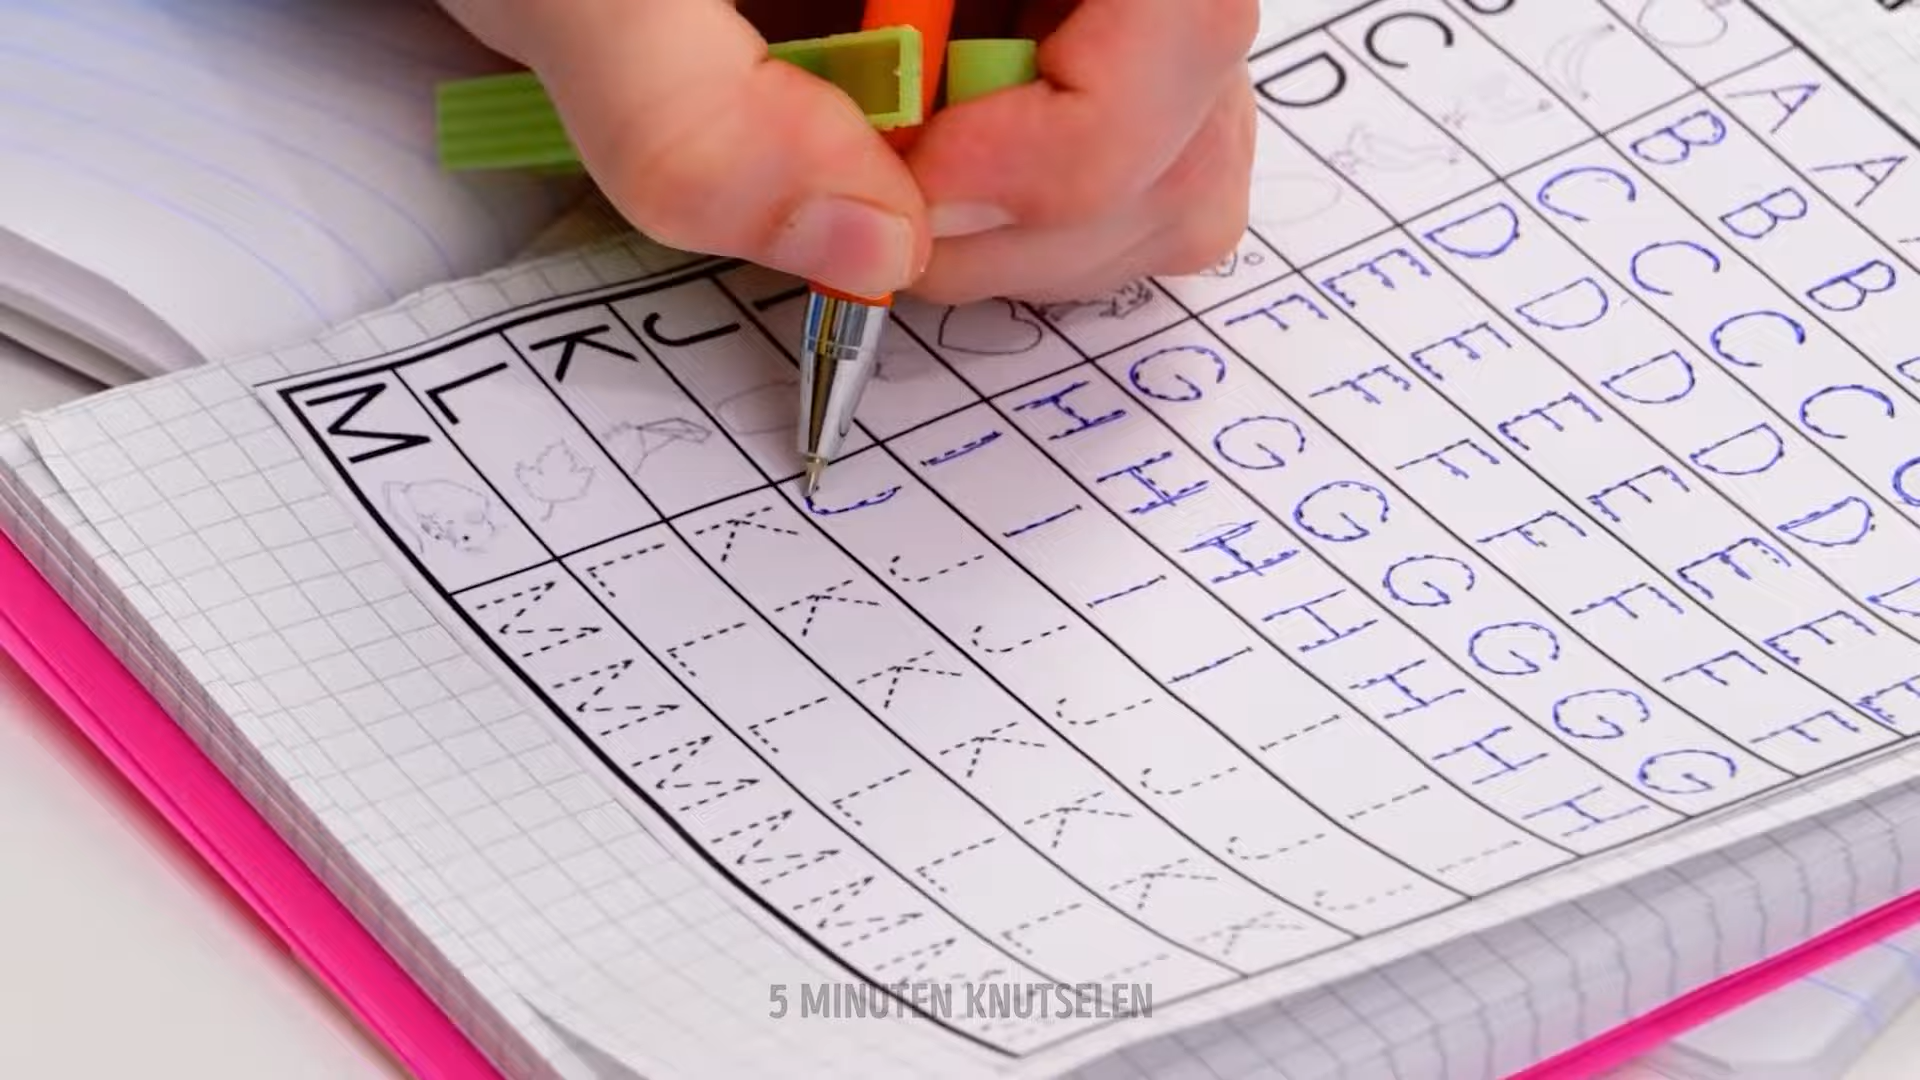 A A
B B B
C C C C C
D D D D D D
E E E E E E E
F F F F F F F
G G G G G G G
H H H H H H H
I I I I I I I
J J J J J J J J
K K K K K K K K
L L L L L L L
M M M M M M M
5 MINUTEN KNUTSELEN